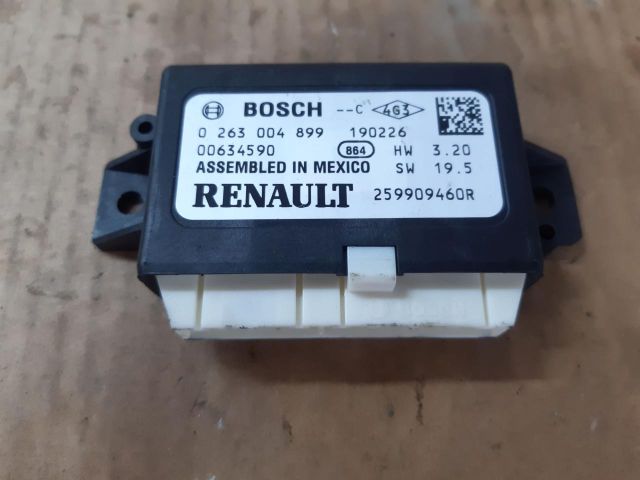 BOSCH --C 4G3
0 263 004 899 190226
00634590 864 HW 3.20
ASSEMBLED IN MEXICO SW 19.5
RENAULT 259909460R